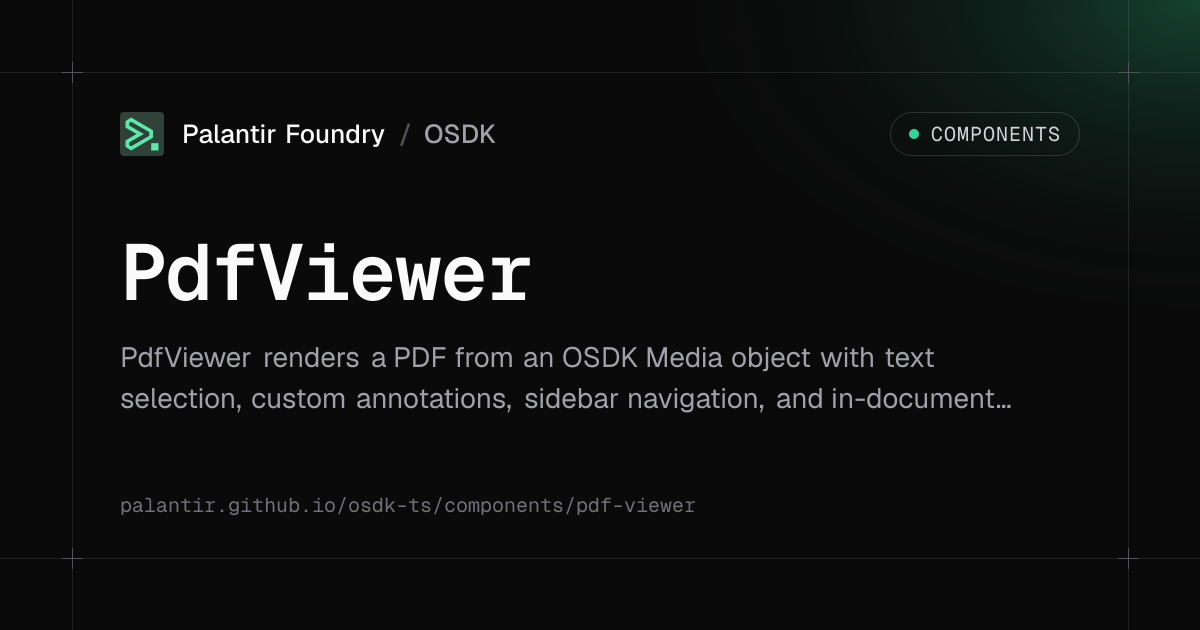 Palantir Foundry / OSDK
COMPONENTS
PdfViewer
PdfViewer renders a PDF from an OSDK Media object with text
selection, custom annotations, sidebar navigation, and in-document…
palantir.github.io/osdk-ts/components/pdf-viewer